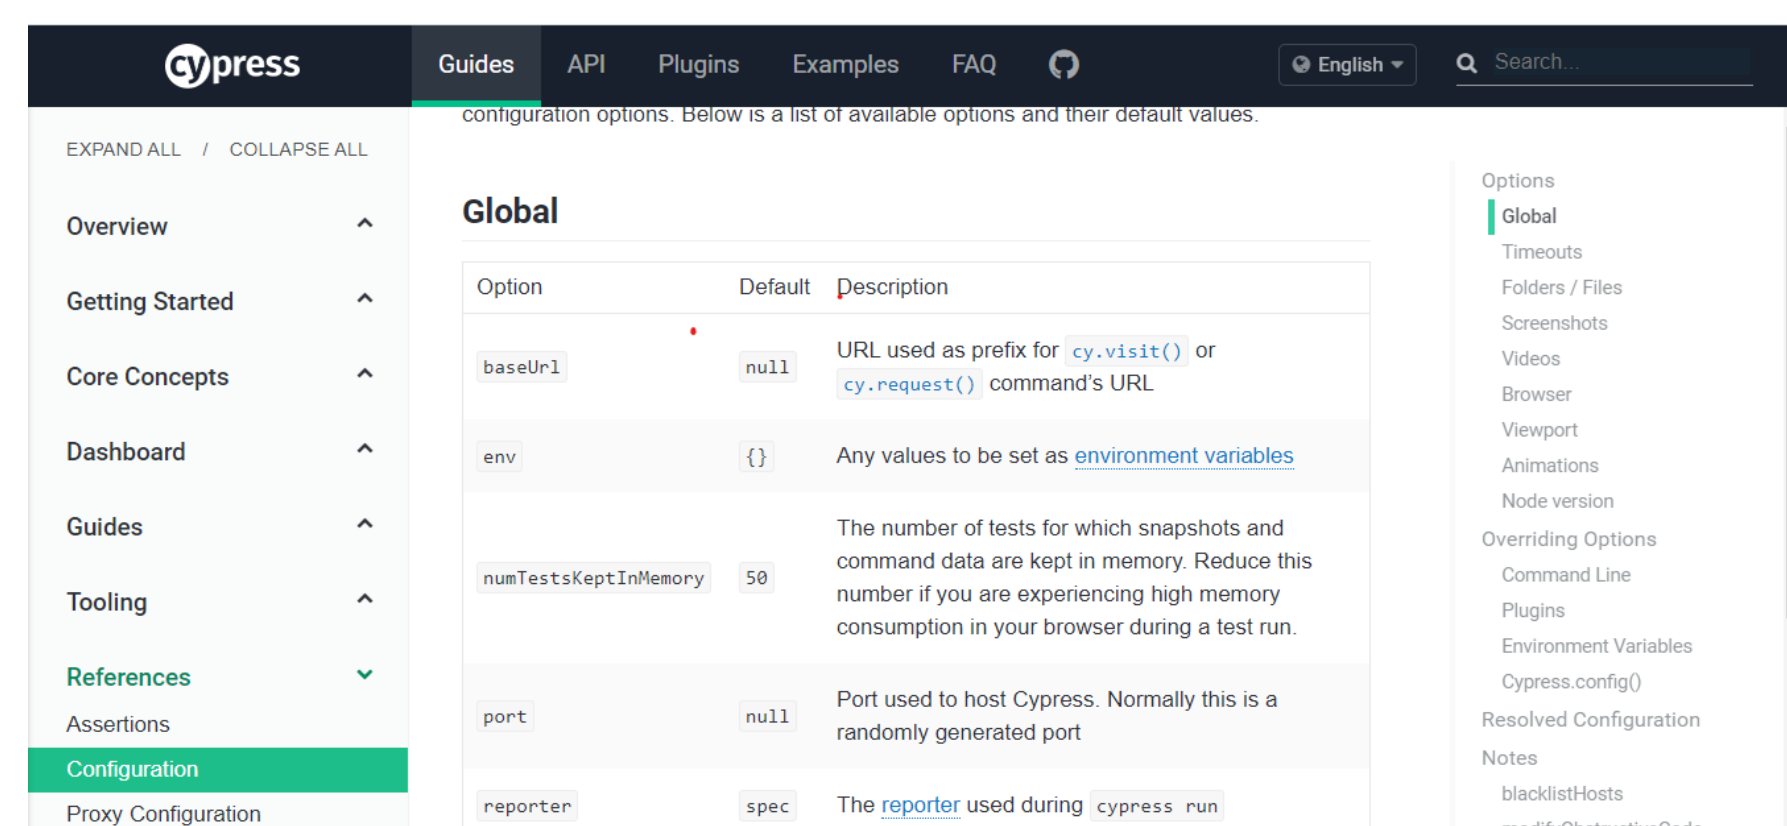 cypress
Guides API Plugins Examples FAQ English Search...
EXPAND ALL / COLLAPSE ALL
Overview
Getting Started
Core Concepts
Dashboard
Guides
Tooling
References
Assertions
Configuration
Proxy Configuration
configuration options. Below is a list of available options and their default values.
Global
Option Default Description
baseUrl null URL used as prefix for cy.visit() or
cy.request() command's URL
env {} Any values to be set as environment variables
numTestsKeptInMemory 50 The number of tests for which snapshots and
command data are kept in memory. Reduce this
number if you are experiencing high memory
consumption in your browser during a test run.
port null Port used to host Cypress. Normally this is a
randomly generated port
reporter spec The reporter used during cypress run
Options
Global
Timeouts
Folders / Files
Screenshots
Videos
Browser
Viewport
Animations
Node version
Overriding Options
Command Line
Plugins
Environment Variables
Cypress.config()
Resolved Configuration
Notes
blacklistHosts